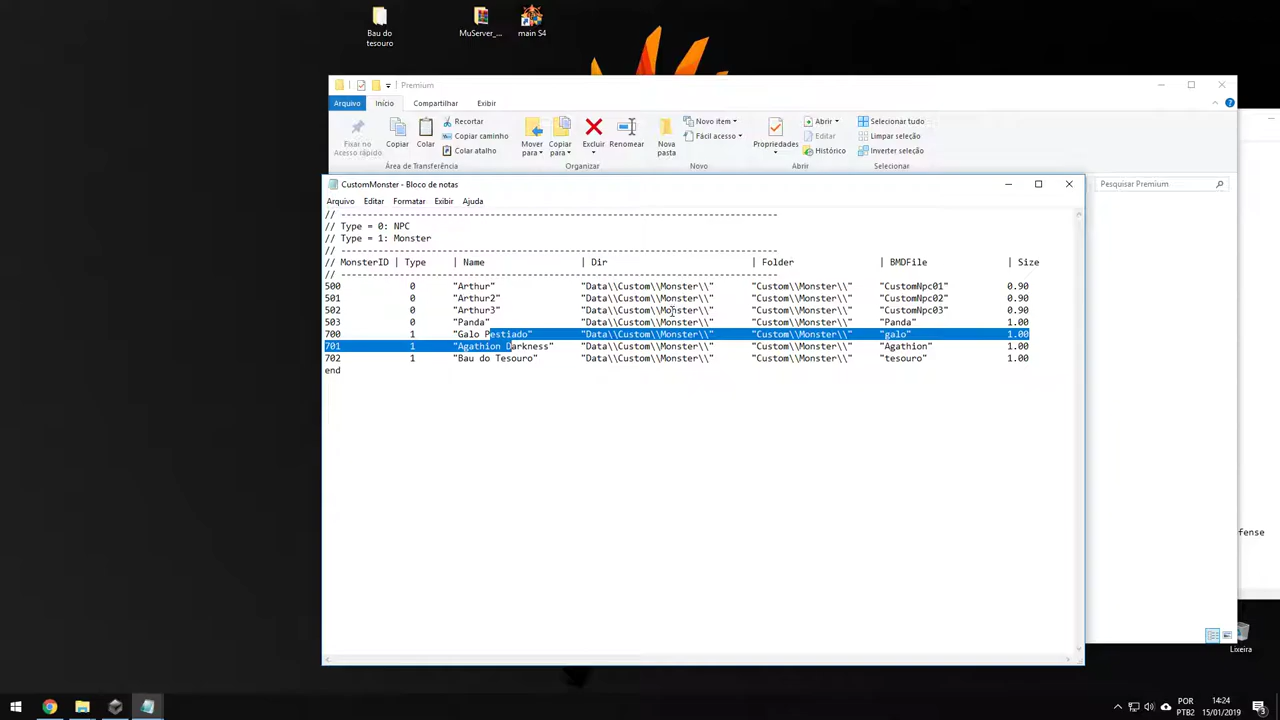 Bau do
tesouro
MuServer_...
main S4
Premium
Arquivo
Início
Compartilhar
Exibir
Fixar no
Acesso rápido
Copiar
Colar
Recortar
Copiar caminho
Colar atalho
Área de Transferência
Mover
para
Copiar
para
Excluir
Renomear
Organizar
Nova
pasta
Novo item
Fácil acesso
Novo
Propriedades
Abrir
Editar
Histórico
Abrir
Selecionar tudo
Limpar seleção
Inverter seleção
Selecionar
Pesquisar Premium
CustomMonster - Bloco de notas
Arquivo Editar Formatar Exibir Ajuda
// ----------------------------------------------------------------------------------
// Type = 0: NPC
// Type = 1: Monster
// ----------------------------------------------------------------------------------
// MonsterID | Type | Name | Dir | Folder | BMDFile | Size
// ----------------------------------------------------------------------------------
500 0 "Arthur" "Data\\Custom\\Monster\\" "Custom\\Monster\\" "CustomNpc01" 0.90
501 0 "Arthur2" "Data\\Custom\\Monster\\" "Custom\\Monster\\" "CustomNpc02" 0.90
502 0 "Arthur3" "Data\\Custom\\Monster\\" "Custom\\Monster\\" "CustomNpc03" 0.90
503 0 "Panda" "Data\\Custom\\Monster\\" "Custom\\Monster\\" "Panda" 1.00
700 1 "Galo Pestiado" "Data\\Custom\\Monster\\" "Custom\\Monster\\" "galo" 1.00
701 1 "Agathion Darkness" "Data\\Custom\\Monster\\" "Custom\\Monster\\" "Agathion" 1.00
702 1 "Bau do Tesouro" "Data\\Custom\\Monster\\" "Custom\\Monster\\" "tesouro" 1.00
end
fense
Lixeira
POR
PTB2
14:24
15/01/2019
3